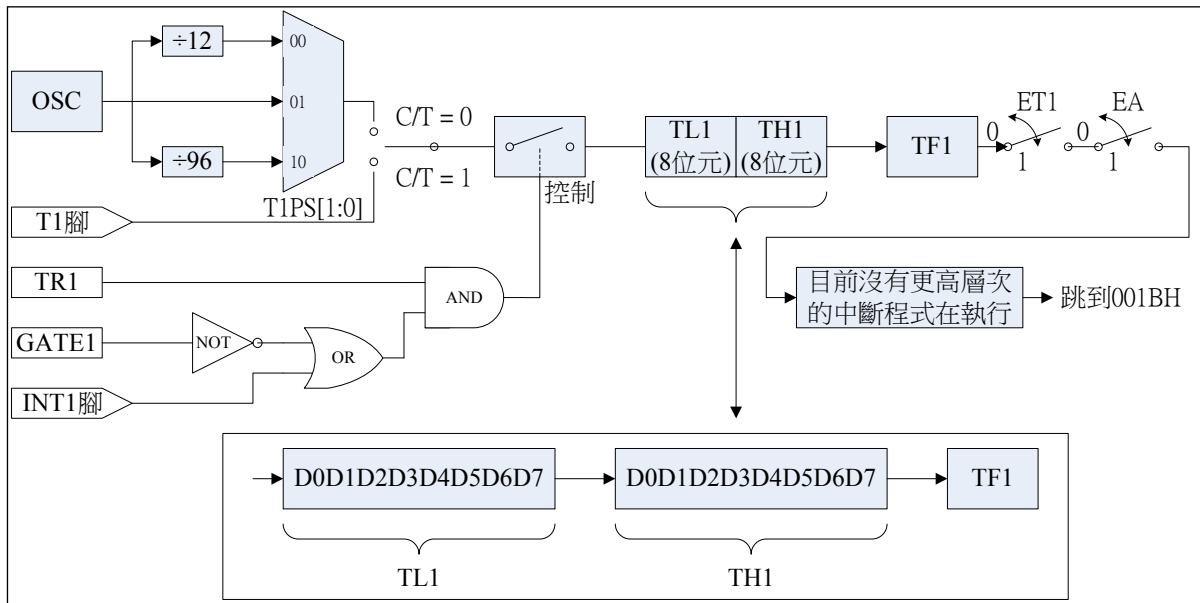 ÷12
00
OSC
01
÷96
10
T1PS[1:0]
C/T = 0
C/T = 1
控制
TL1
(8位元)
TH1
(8位元)
TF1
ET1
0
1
EA
0
1
T1腳
TR1
GATE1
INT1腳
NOT
OR
AND
目前沒有更高層次
的中斷程式在執行
跳到001BH
D0D1D2D3D4D5D6D7
D0D1D2D3D4D5D6D7
TF1
TL1
TH1